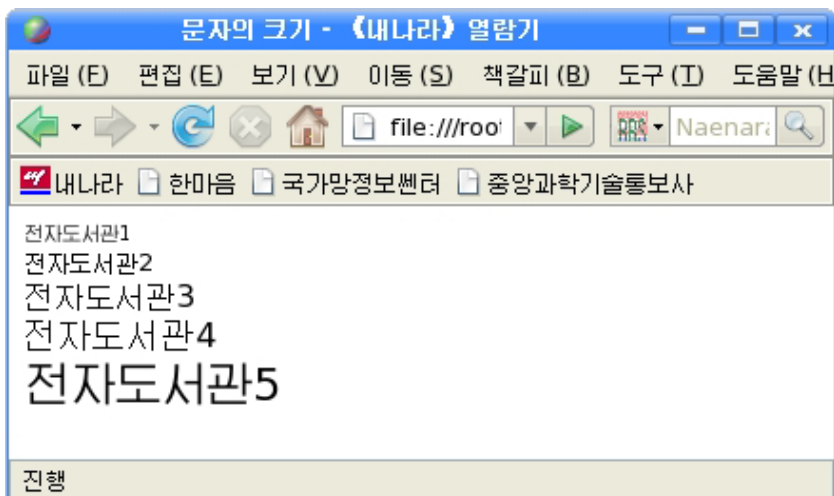 문자의 크기 - 《내나라》 열람기
파일 (F) 편집 (E) 보기 (V) 이동 (S) 책갈피 (B) 도구 (T) 도움말 (H
file:///root Naenara
내나라 한마음 국가망정보쎈터 중앙과학기술통보사
전자도서관1
전자도서관2
전자도서관3
전자도서관4
전자도서관5
진행